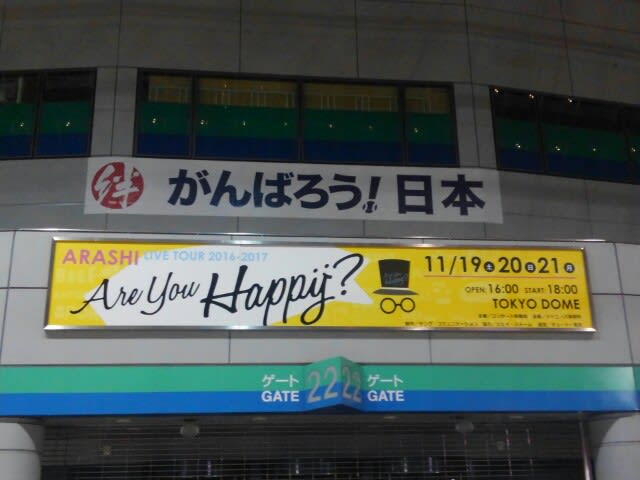 絆 がんばろう!日本
ARASHI LIVE TOUR 2016-2017
Are You Happy?
11/19土20日21月
OPEN: 16:00 START: 18:00
TOKYO DOME
ゲート 22 22 ゲート
GATE GATE